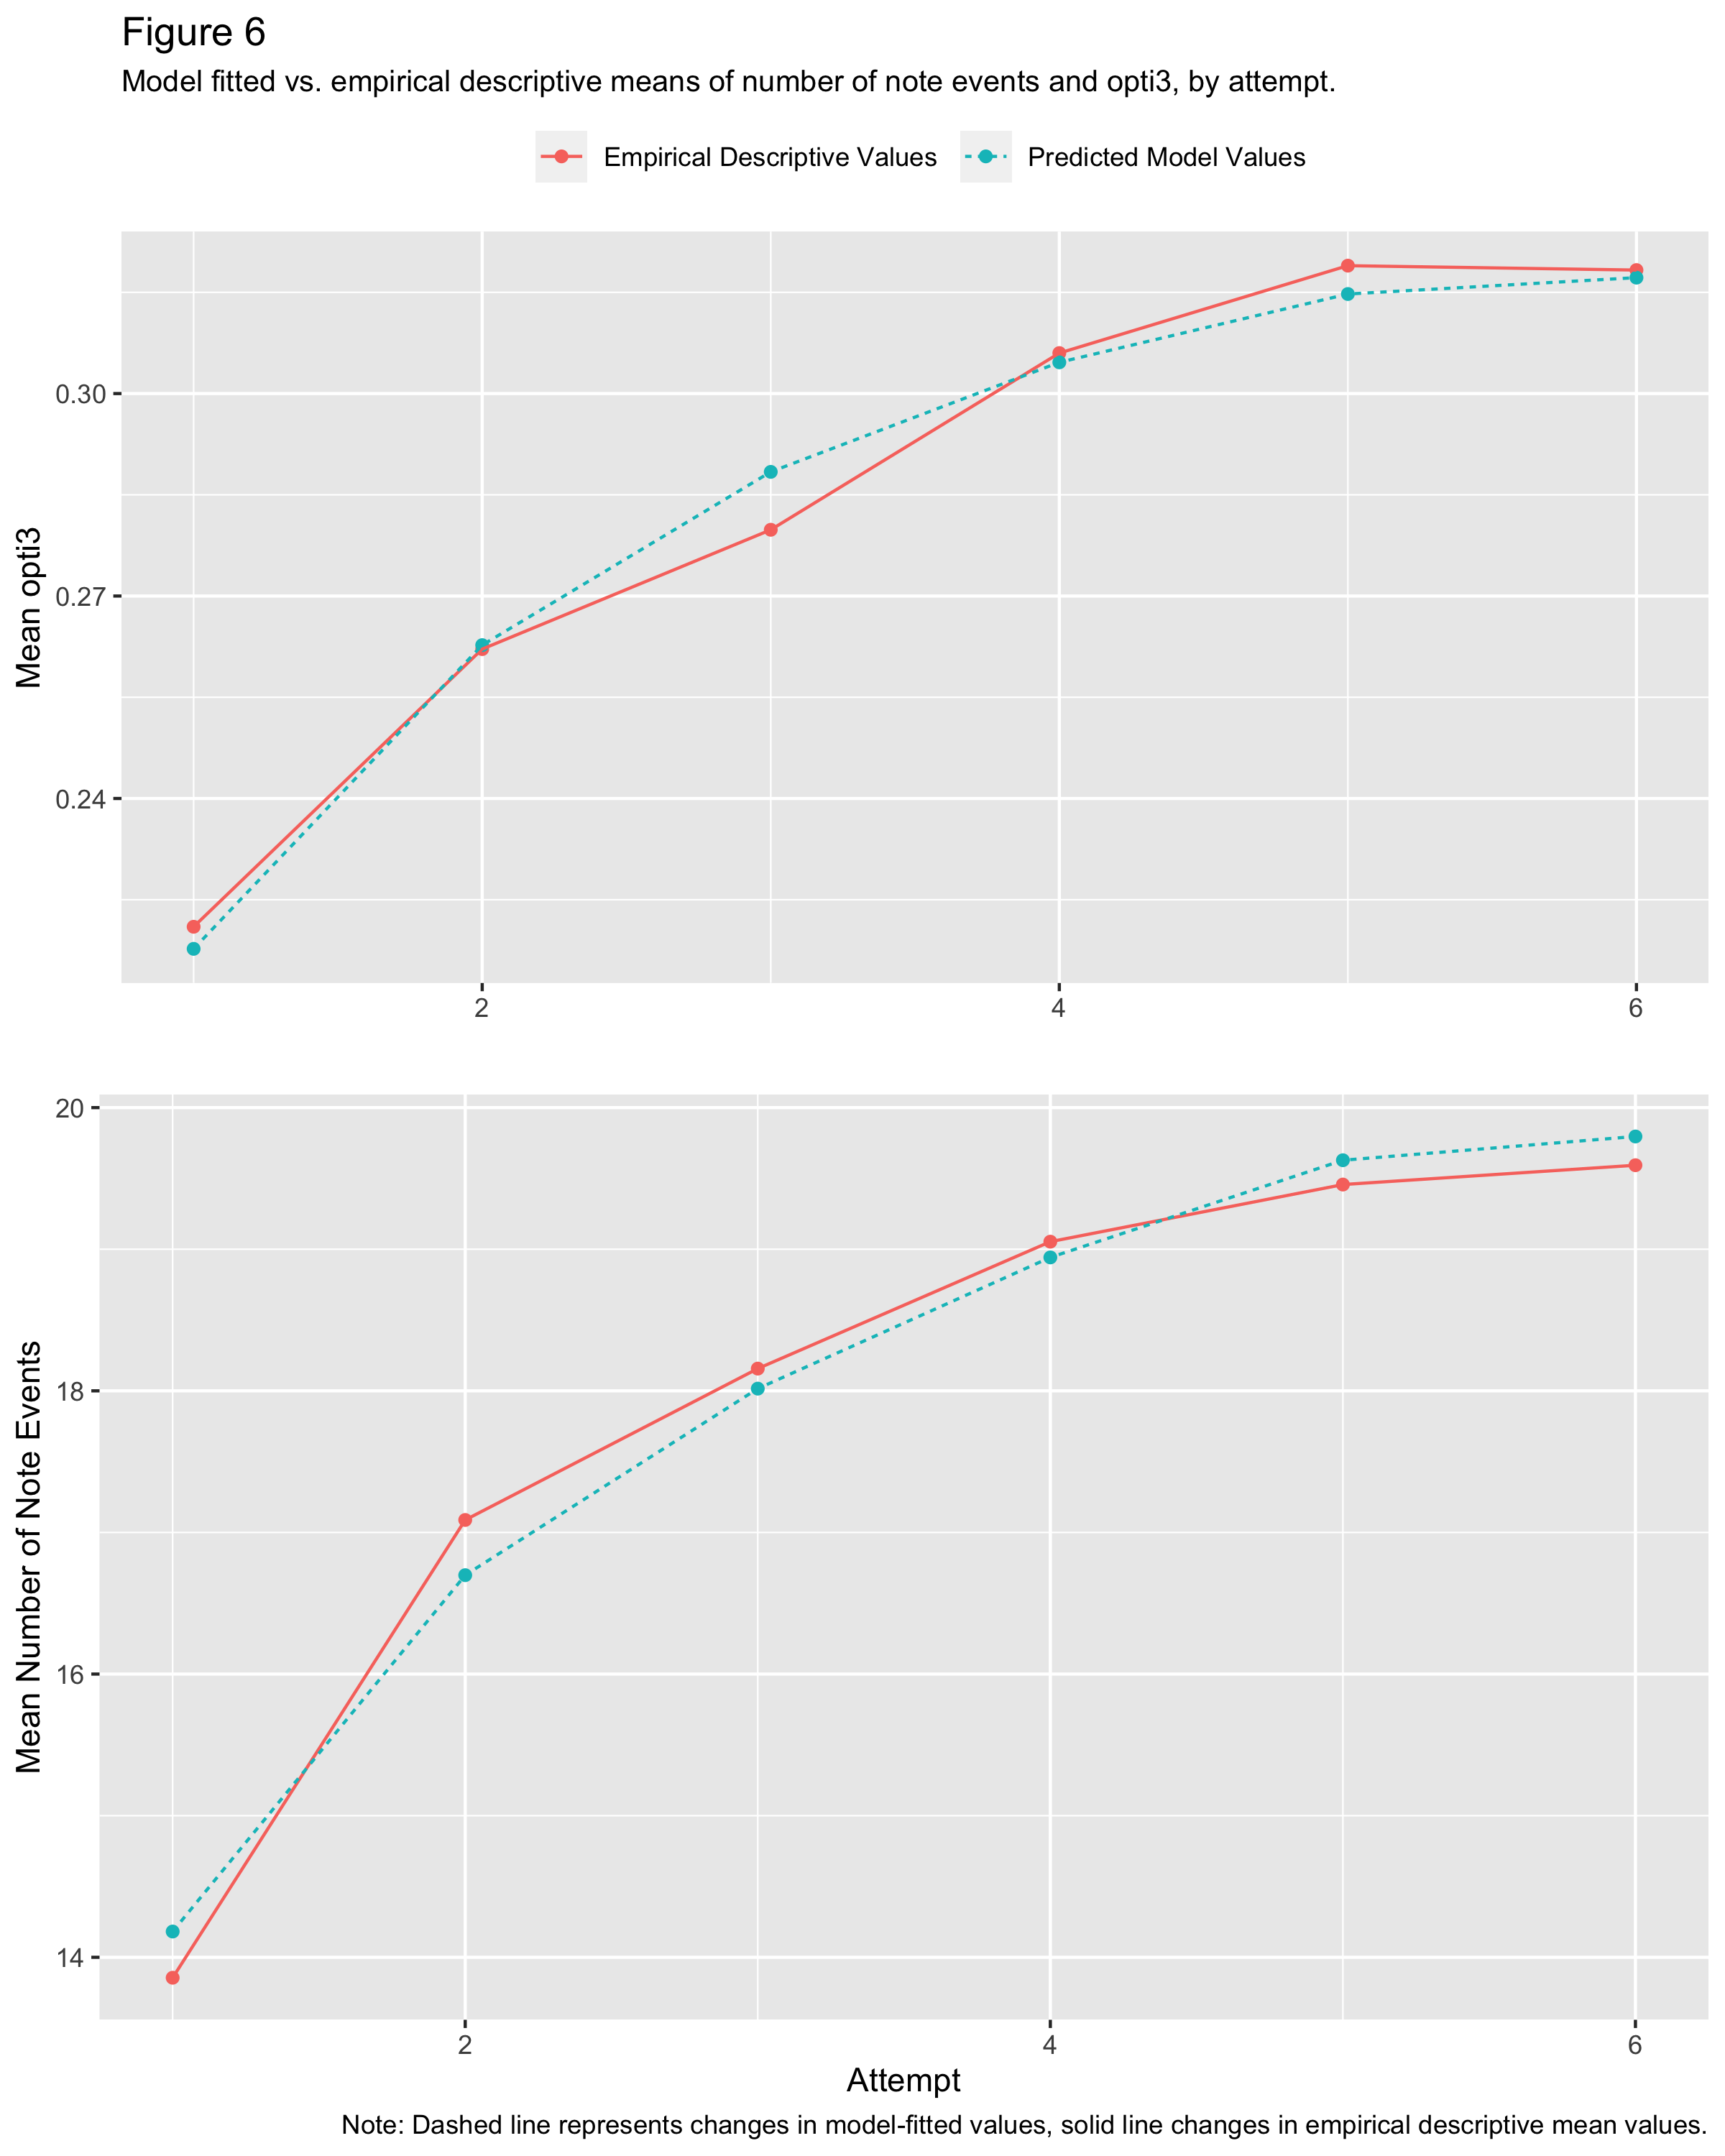 Figure 6
Model fitted vs. empirical descriptive means of number of note events and opti3, by attempt.
Empirical Descriptive Values
Predicted Model Values
Mean opti3
0.30
0.27
0.24
2
4
6
Mean Number of Note Events
20
18
16
14
2
4
6
Attempt
Note: Dashed line represents changes in model-fitted values, solid line changes in empirical descriptive mean values.